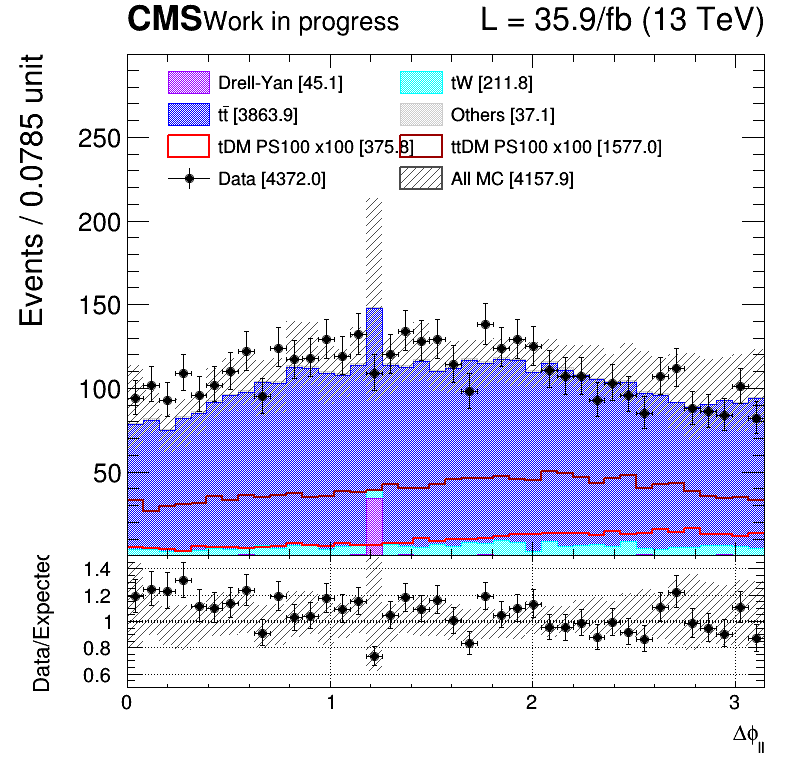 CMS Work in progress L = 35.9/fb (13 TeV)
Drell-Yan [45.1] tW [211.8]
tt̄ [3863.9] Others [37.1]
tDM PS100 x100 [375.8] ttDM PS100 x100 [1577.0]
Data [4372.0] All MC [4157.9]
Events / 0.0785 unit
250
200
150
100
50
Data/Expected
1.4
1.2
1
0.8
0.6
0 1 2 3
Δϕll